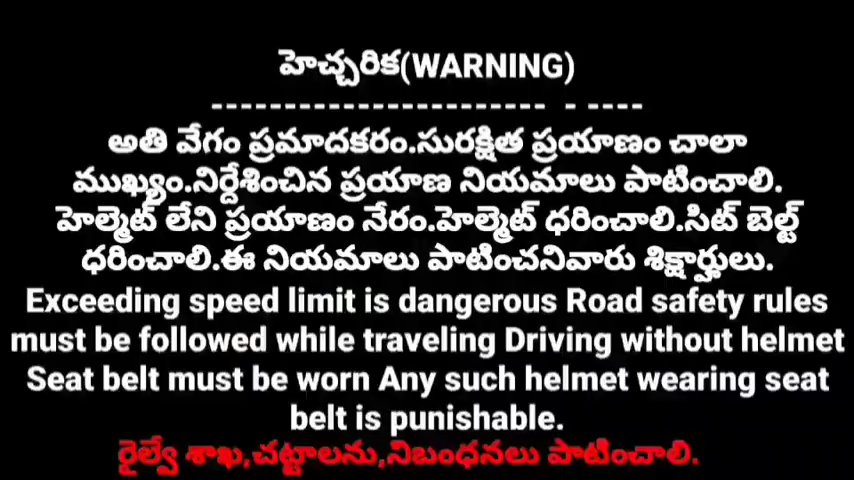 హెచ్చరిక(WARNING)
----------------------- - ----
అతి వేగం ప్రమాదకరం.సురక్షిత ప్రయాణం చాలా
ముఖ్యం.నిర్దేశించిన ప్రయాణ నియమాలు పాటించాలి.
హెల్మెట్ లేని ప్రయాణం నేరం.హెల్మెట్ ధరించాలి.సిట్ బెల్ట్
ధరించాలి.ఈ నియమాలు పాటించనివారు శిక్షార్హులు.
Exceeding speed limit is dangerous Road safety rules
must be followed while traveling Driving without helmet
Seat belt must be worn Any such helmet wearing seat
belt is punishable.
రైల్వే శాఖ,చట్టాలను,నిబంధనలు పాటించాలి.